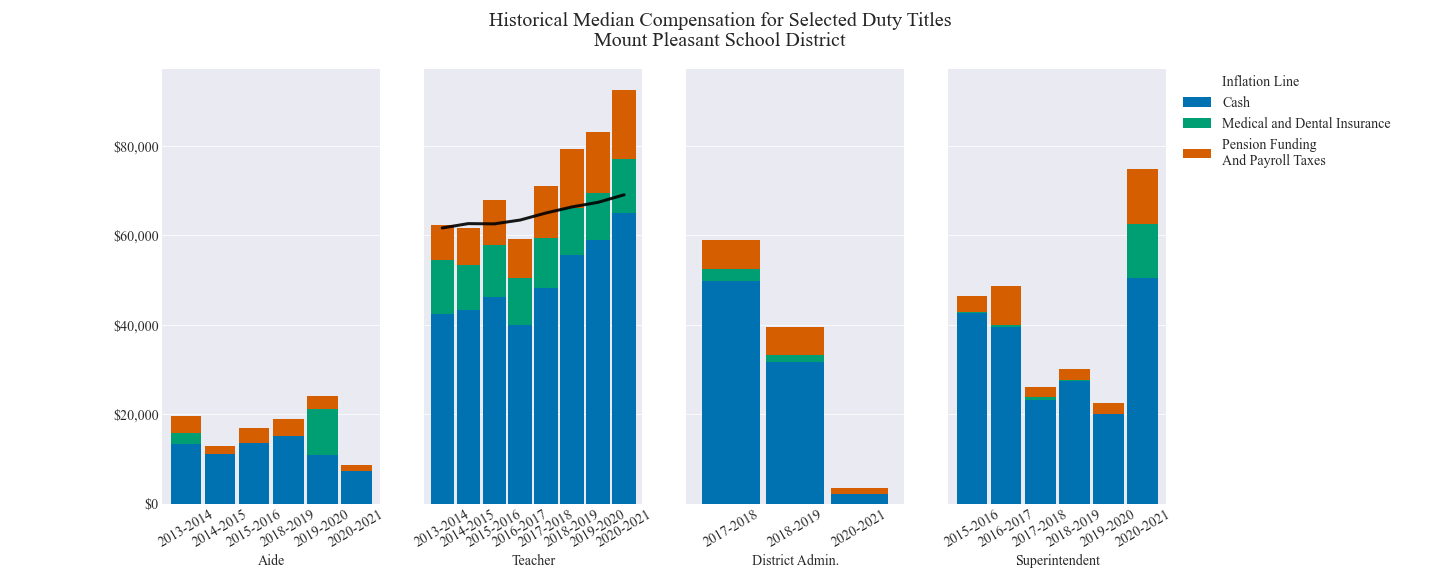 Historical Median Compensation for Selected Duty Titles
Mount Pleasant School District
Inflation Line
Cash
Medical and Dental Insurance
Pension Funding
And Payroll Taxes
$80,000
$60,000
$40,000
$20,000
$0
2013-2014
2014-2015
2015-2016
2018-2019
2019-2020
2020-2021
Aide
2013-2014
2014-2015
2015-2016
2016-2017
2017-2018
2018-2019
2019-2020
2020-2021
Teacher
2017-2018
2018-2019
2020-2021
District Admin.
2015-2016
2016-2017
2017-2018
2018-2019
2019-2020
2020-2021
Superintendent